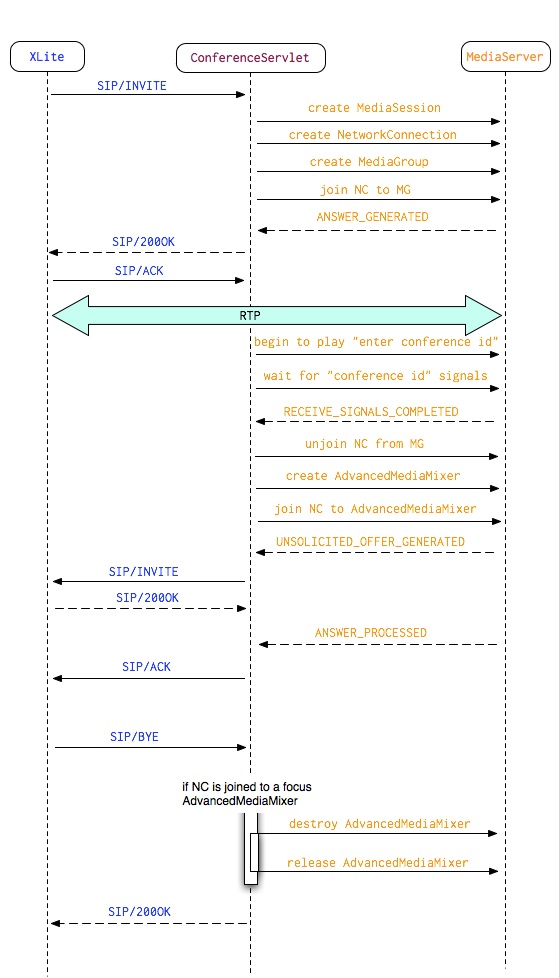 XLite
ConferenceServlet
MediaServer
SIP/INVITE
create MediaSession
create NetworkConnection
create MediaGroup
join NC to MG
ANSWER_GENERATED
SIP/200OK
SIP/ACK
RTP
begin to play "enter conference id"
wait for "conference id" signals
RECEIVE_SIGNALS_COMPLETED
unjoin NC from MG
create AdvancedMediaMixer
join NC to AdvancedMediaMixer
UNSOLICITED_OFFER_GENERATED
SIP/INVITE
SIP/200OK
ANSWER_PROCESSED
SIP/ACK
SIP/BYE
if NC is joined to a focus
AdvancedMediaMixer
destroy AdvancedMediaMixer
release AdvancedMediaMixer
SIP/200OK